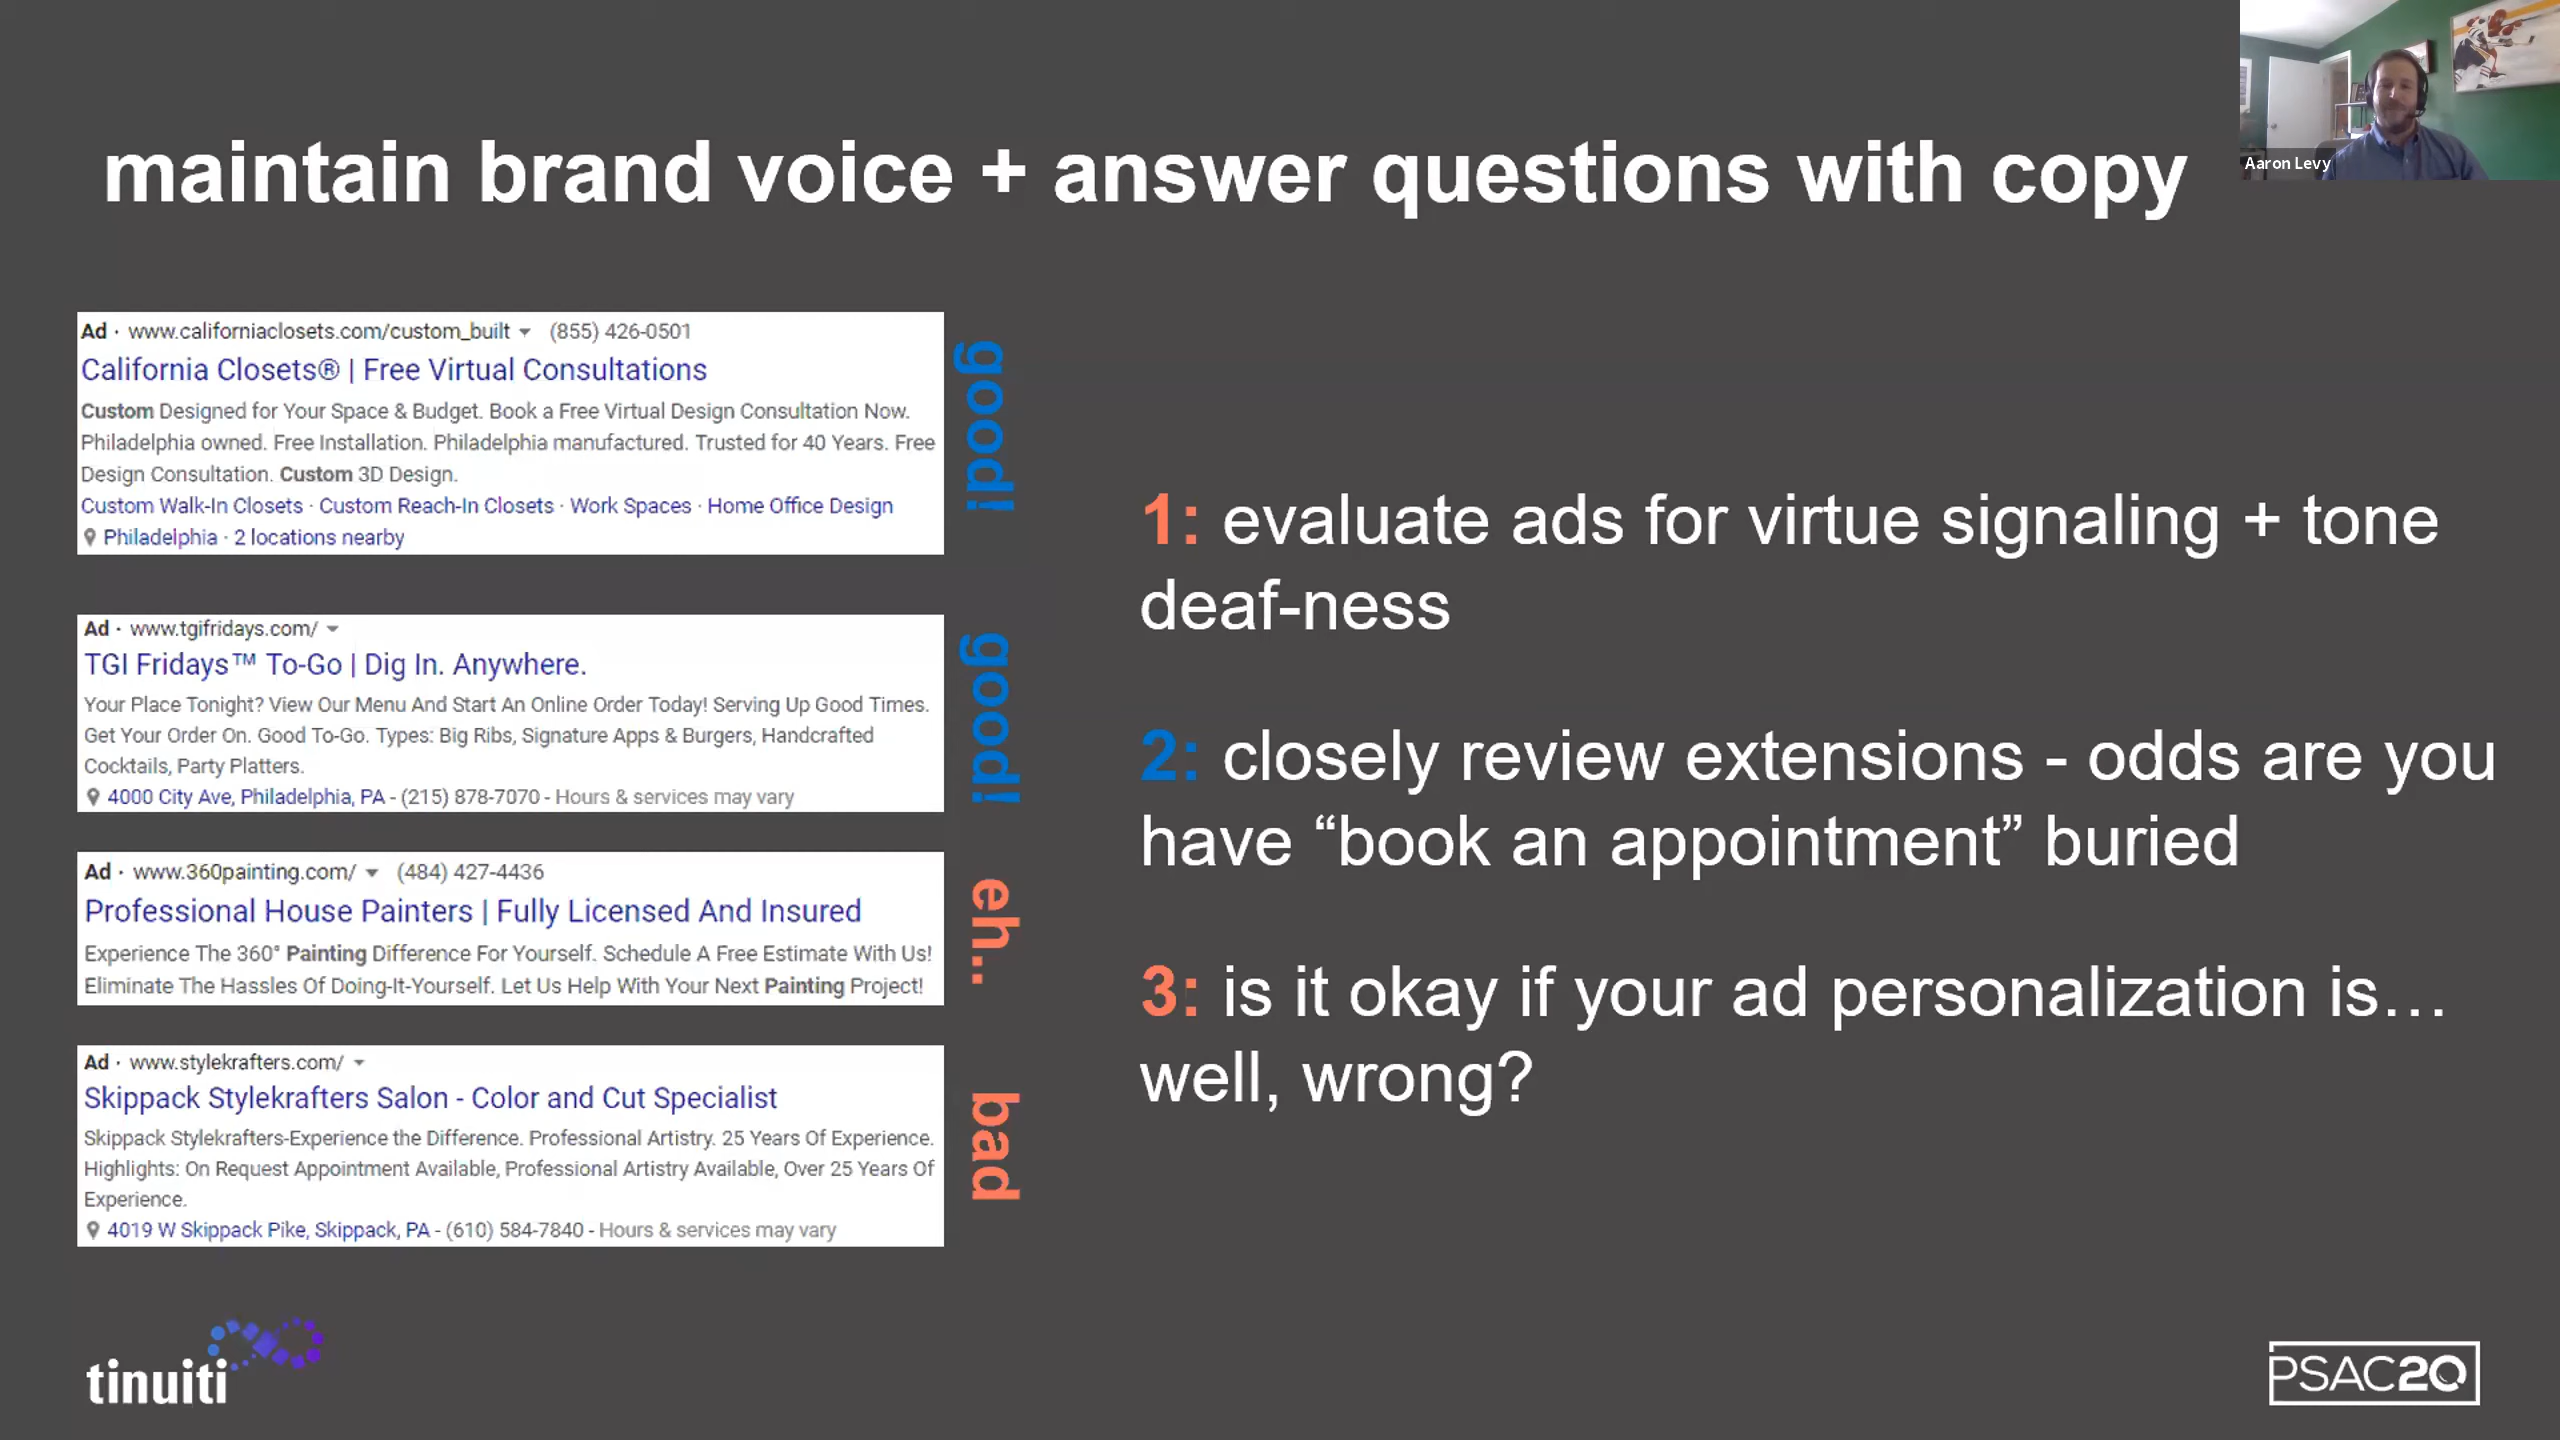 Aaron Levy
maintain brand voice + answer questions with copy
Ad · www.californiaclosets.com/custom_built (855) 426-0501
California Closets® | Free Virtual Consultations
Custom Designed for Your Space & Budget. Book a Free Virtual Design Consultation Now.
Philadelphia owned. Free Installation. Philadelphia manufactured. Trusted for 40 Years. Free
Design Consultation. Custom 3D Design.
Custom Walk-In Closets · Custom Reach-In Closets · Work Spaces · Home Office Design
Philadelphia · 2 locations nearby
good!
Ad · www.tgifridays.com/
TGI Fridays™ To-Go | Dig In. Anywhere.
Your Place Tonight? View Our Menu And Start An Online Order Today! Serving Up Good Times.
Get Your Order On. Good To-Go. Types: Big Ribs, Signature Apps & Burgers, Handcrafted
Cocktails, Party Platters.
4000 City Ave, Philadelphia, PA - (215) 878-7070 - Hours & services may vary
good!
Ad · www.360painting.com/ (484) 427-4436
Professional House Painters | Fully Licensed And Insured
Experience The 360° Painting Difference For Yourself. Schedule A Free Estimate With Us!
Eliminate The Hassles Of Doing-It-Yourself. Let Us Help With Your Next Painting Project!
eh...
Ad · www.stylekrafters.com/
Skippack Stylekrafters Salon - Color and Cut Specialist
Skippack Stylekrafters-Experience the Difference. Professional Artistry. 25 Years Of Experience.
Highlights: On Request Appointment Available, Professional Artistry Available, Over 25 Years Of
Experience.
4019 W Skippack Pike, Skippack, PA - (610) 584-7840 - Hours & services may vary
bad
1: evaluate ads for virtue signaling + tone
deaf-ness
2: closely review extensions - odds are you
have “book an appointment” buried
3: is it okay if your ad personalization is…
well, wrong?
tinuiti
PSAC20